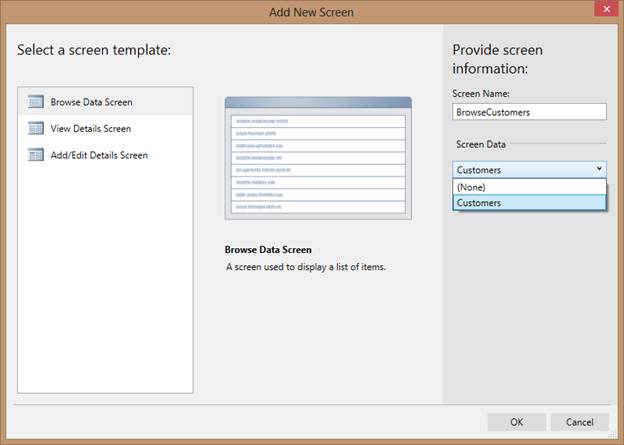 Add New Screen
Select a screen template:
Browse Data Screen
View Details Screen
Add/Edit Details Screen
Browse Data Screen
A screen used to display a list of items.
Provide screen
information:
Screen Name:
BrowseCustomers
Screen Data
Customers
(None)
Customers
OK
Cancel